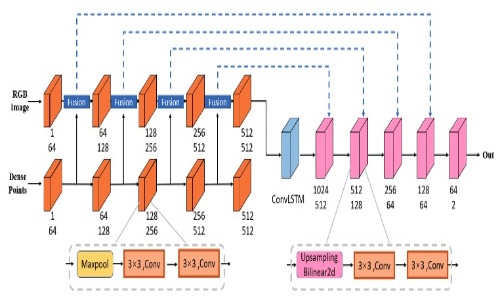 RGB
Image
Fusion
Fusion
Fusion
Fusion
1
64
64
128
128
256
256
512
512
512
Dense
Points
1
64
64
128
128
256
256
512
512
512
ConvLSTM
1024
512
512
128
256
64
128
64
64
2
Out
Maxpool
3×3 ,Conv
3×3 ,Conv
Upsampling
Bilinear2d
3×3 ,Conv
3×3 ,Conv